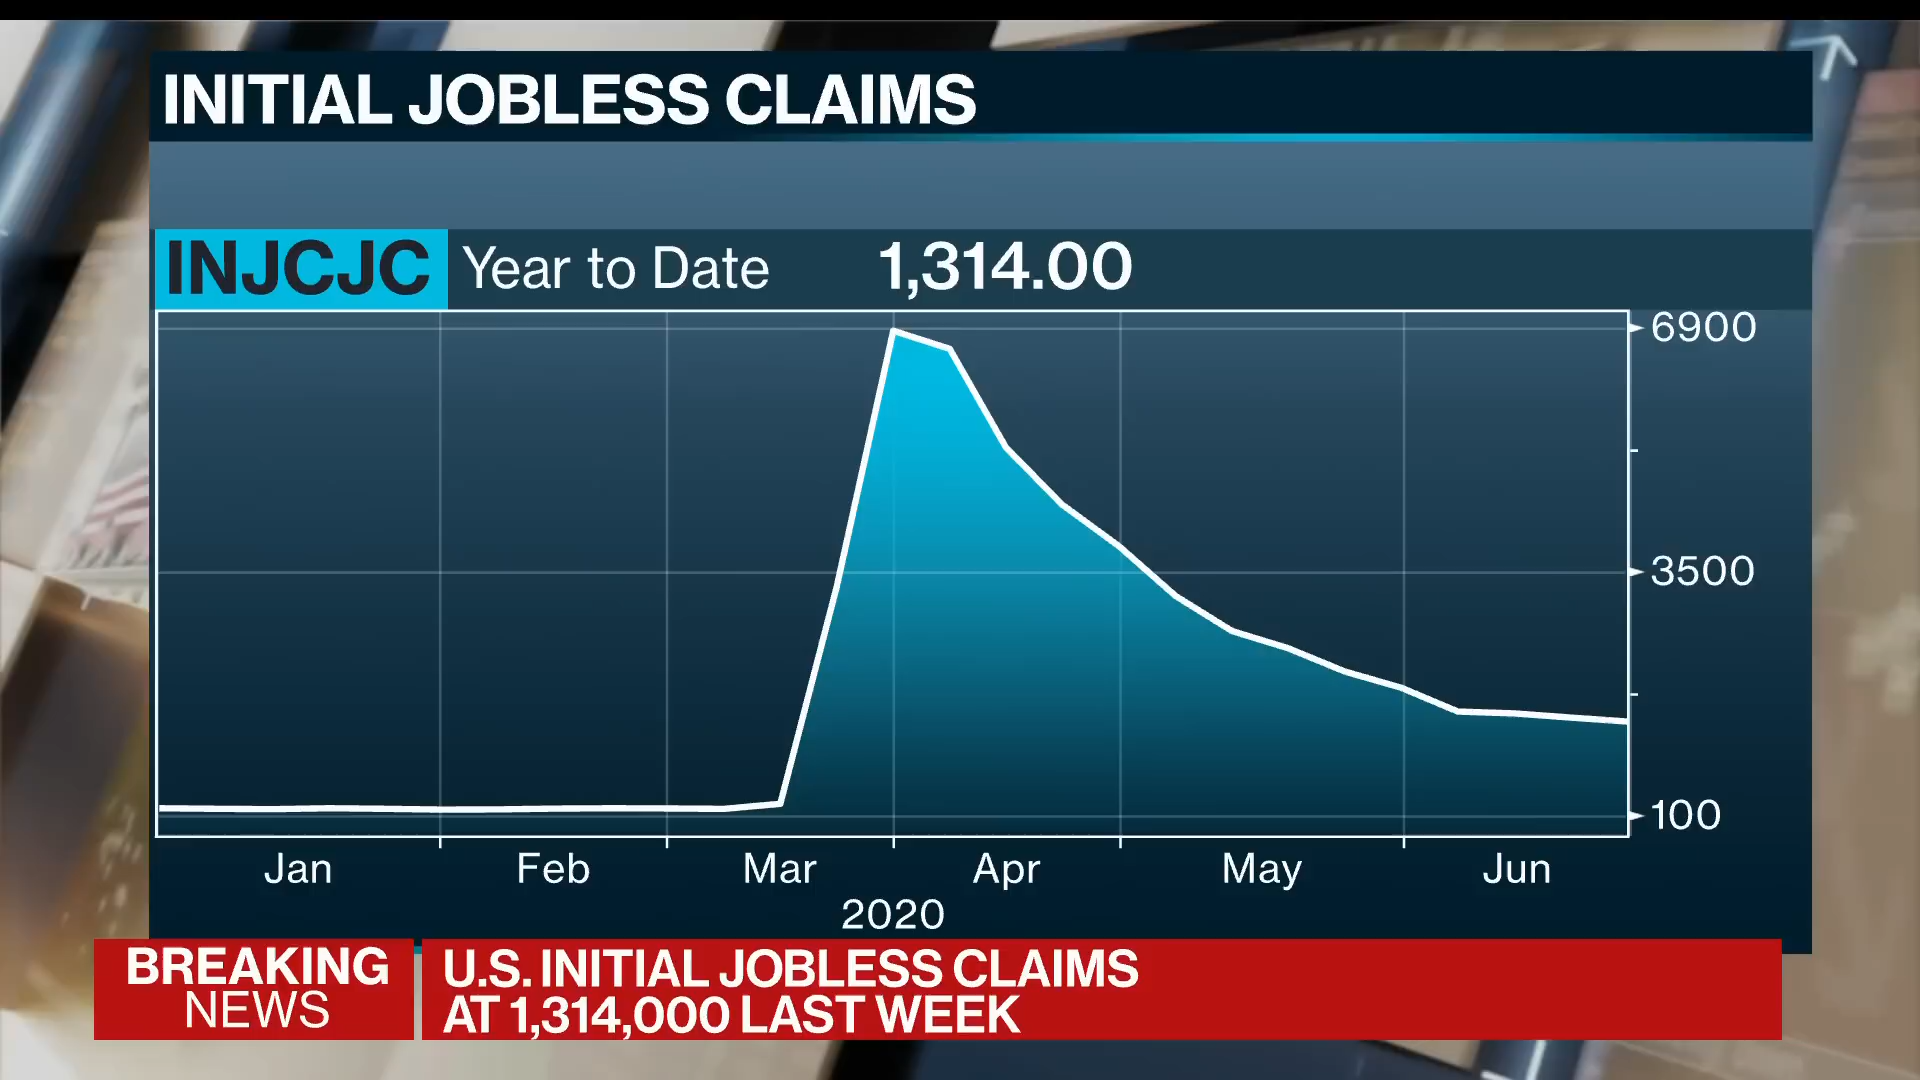 INITIAL JOBLESS CLAIMS
INJCJC Year to Date 1,314.00
6900
3500
100
Jan Feb Mar Apr May Jun
2020
BREAKING
NEWS
U.S. INITIAL JOBLESS CLAIMS
AT 1,314,000 LAST WEEK